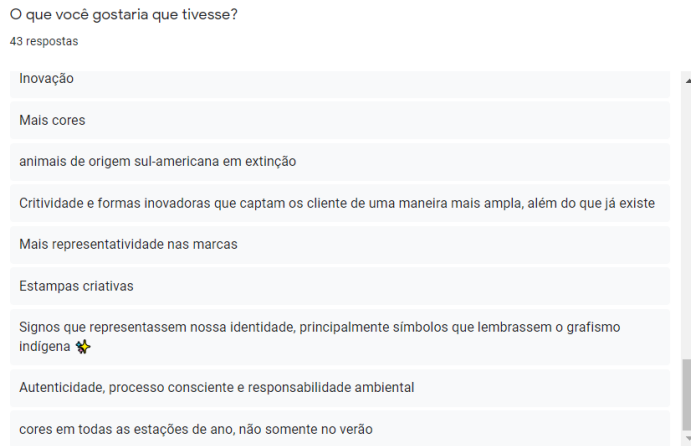 O que você gostaria que tivesse?
43 respostas
Inovação
Mais cores
animais de origem sul-americana em extinção
Critividade e formas inovadoras que captam os cliente de uma maneira mais ampla, além do que já existe
Mais representatividade nas marcas
Estampas criativas
Signos que representassem nossa identidade, principalmente símbolos que lembrassem o grafismo
indígena ✨
Autenticidade, processo consciente e responsabilidade ambiental
cores em todas as estações de ano, não somente no verão